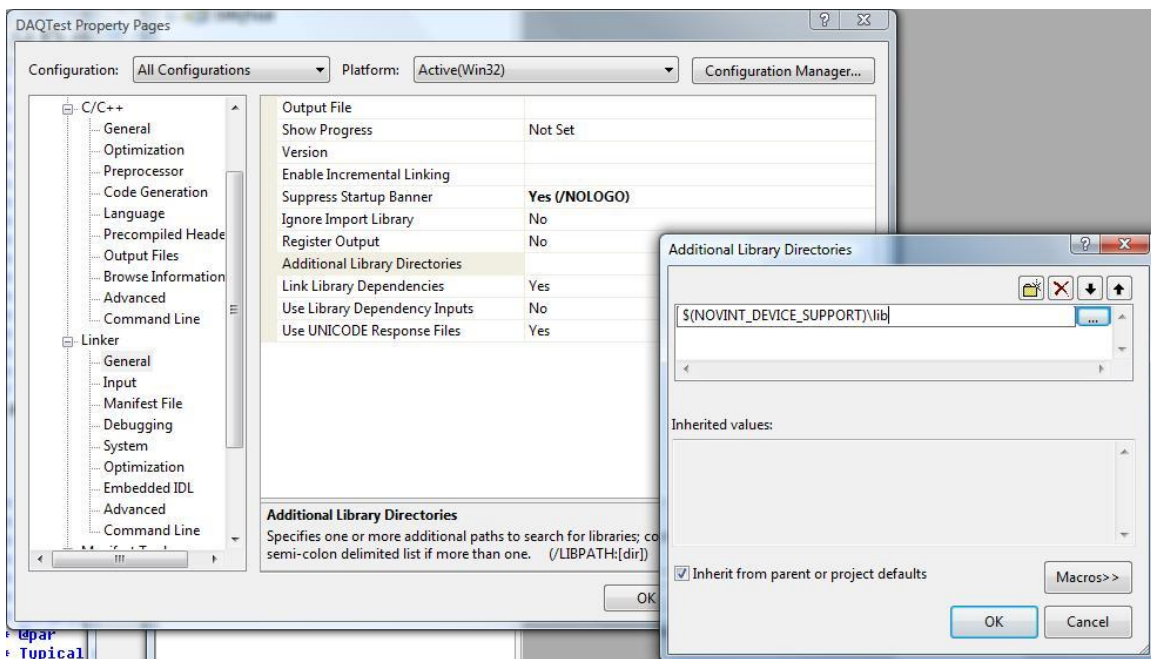 DAQTest Property Pages
Configuration: All Configurations Platform: Active(Win32) Configuration Manager...
C/C++
General
Optimization
Preprocessor
Code Generation
Language
Precompiled Heade
Output Files
Browse Information
Advanced
Command Line
Linker
General
Input
Manifest File
Debugging
System
Optimization
Embedded IDL
Advanced
Command Line
Output File
Show Progress Not Set
Version
Enable Incremental Linking
Suppress Startup Banner Yes (/NOLOGO)
Ignore Import Library No
Register Output No
Additional Library Directories
Link Library Dependencies Yes
Use Library Dependency Inputs No
Use UNICODE Response Files Yes
Additional Library Directories
Specifies one or more additional paths to search for libraries; co
semi-colon delimited list if more than one. (/LIBPATH:[dir])
OK
Additional Library Directories
$(NOVINT_DEVICE_SUPPORT)\lib
...
Inherited values:
Inherit from parent or project defaults
Macros>>
OK Cancel
* @par
* Typical